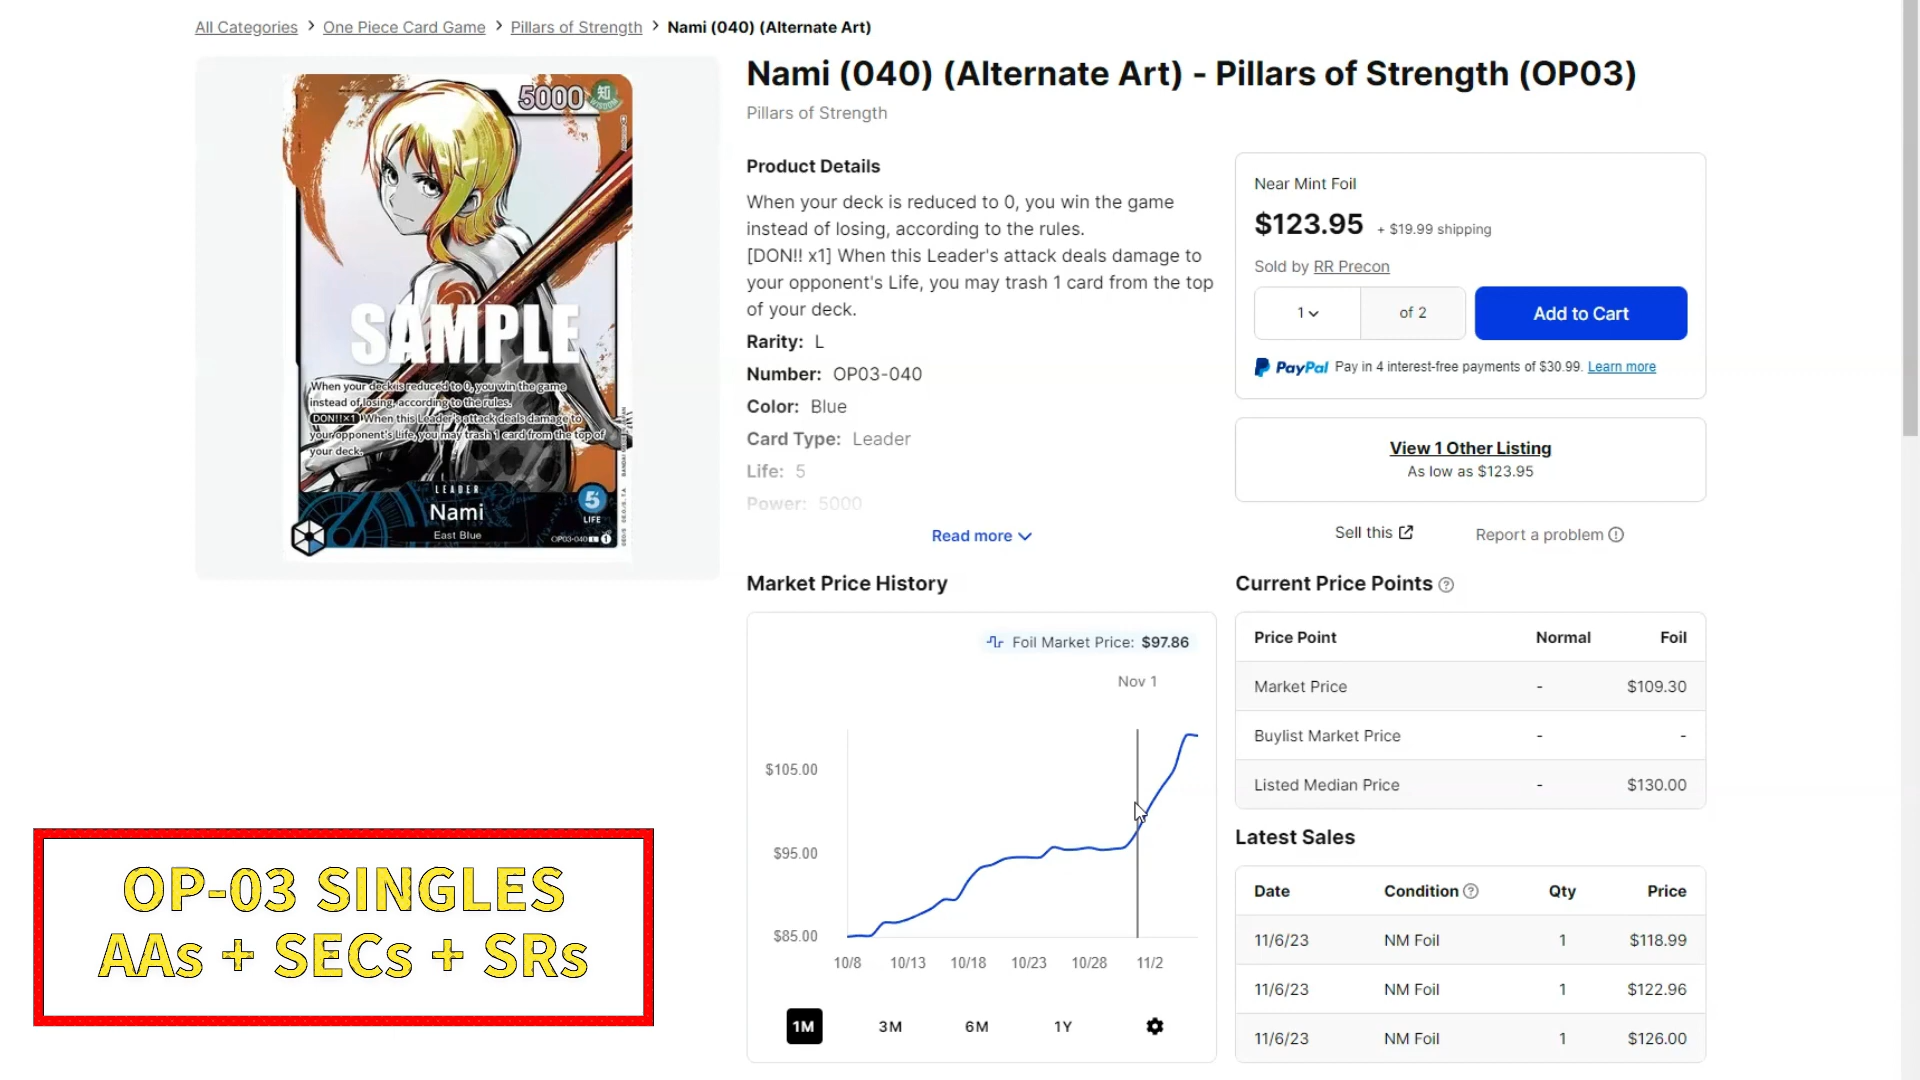 All Categories > One Piece Card Game > Pillars of Strength > Nami (040) (Alternate Art)
5000 知
WISDOM
SAMPLE
When your deck is reduced to 0, you win the game
instead of losing, according to the rules.
DON!!×1 When this Leader's attack deals damage to
your opponent's Life, you may trash 1 card from the top of
your deck.
LEADER
Nami
East Blue
5
LIFE
OP03-040 L 1
Nami (040) (Alternate Art) - Pillars of Strength (OP03)
Pillars of Strength
Product Details
When your deck is reduced to 0, you win the game
instead of losing, according to the rules.
[DON!! x1] When this Leader's attack deals damage to
your opponent's Life, you may trash 1 card from the top
of your deck.
Rarity: L
Number: OP03-040
Color: Blue
Card Type: Leader
Life: 5
Power: 5000
Read more
Near Mint Foil
$123.95 + $19.99 shipping
Sold by RR Precon
1 of 2 Add to Cart
PayPal Pay in 4 interest-free payments of $30.99. Learn more
View 1 Other Listing
As low as $123.95
Sell this Report a problem
Market Price History
Foil Market Price: $97.86
Nov 1
$105.00
$95.00
$85.00
10/8 10/13 10/18 10/23 10/28 11/2
1M 3M 6M 1Y
Current Price Points
Price Point Normal Foil
Market Price - $109.30
Buylist Market Price - -
Listed Median Price - $130.00
Latest Sales
Date Condition Qty Price
11/6/23 NM Foil 1 $118.99
11/6/23 NM Foil 1 $122.96
11/6/23 NM Foil 1 $126.00
OP-03 SINGLES
AAs + SECs + SRs